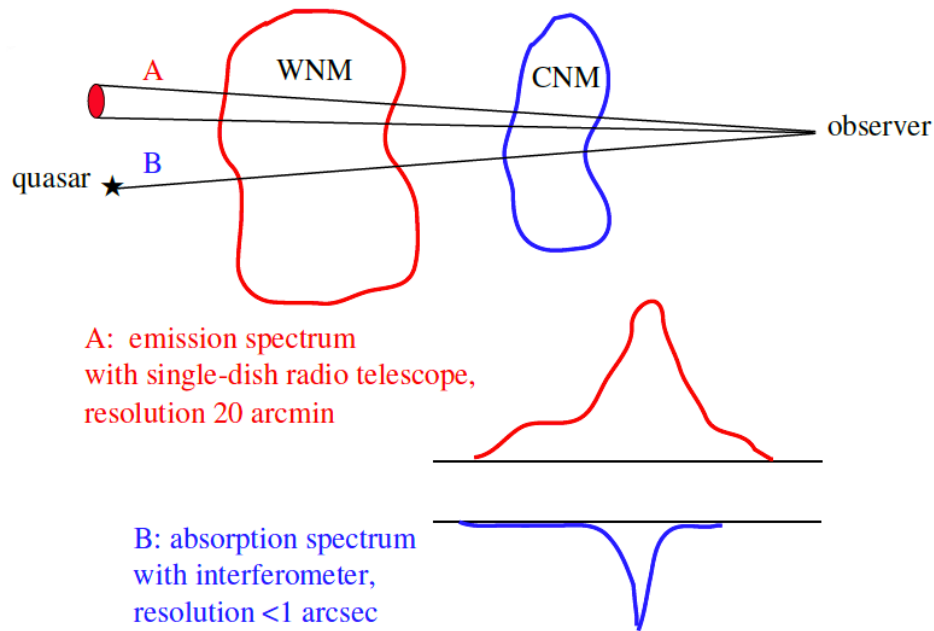 A
WNM
CNM
observer
B
quasar
A: emission spectrum
with single-dish radio telescope,
resolution 20 arcmin
B: absorption spectrum
with interferometer,
resolution <1 arcsec